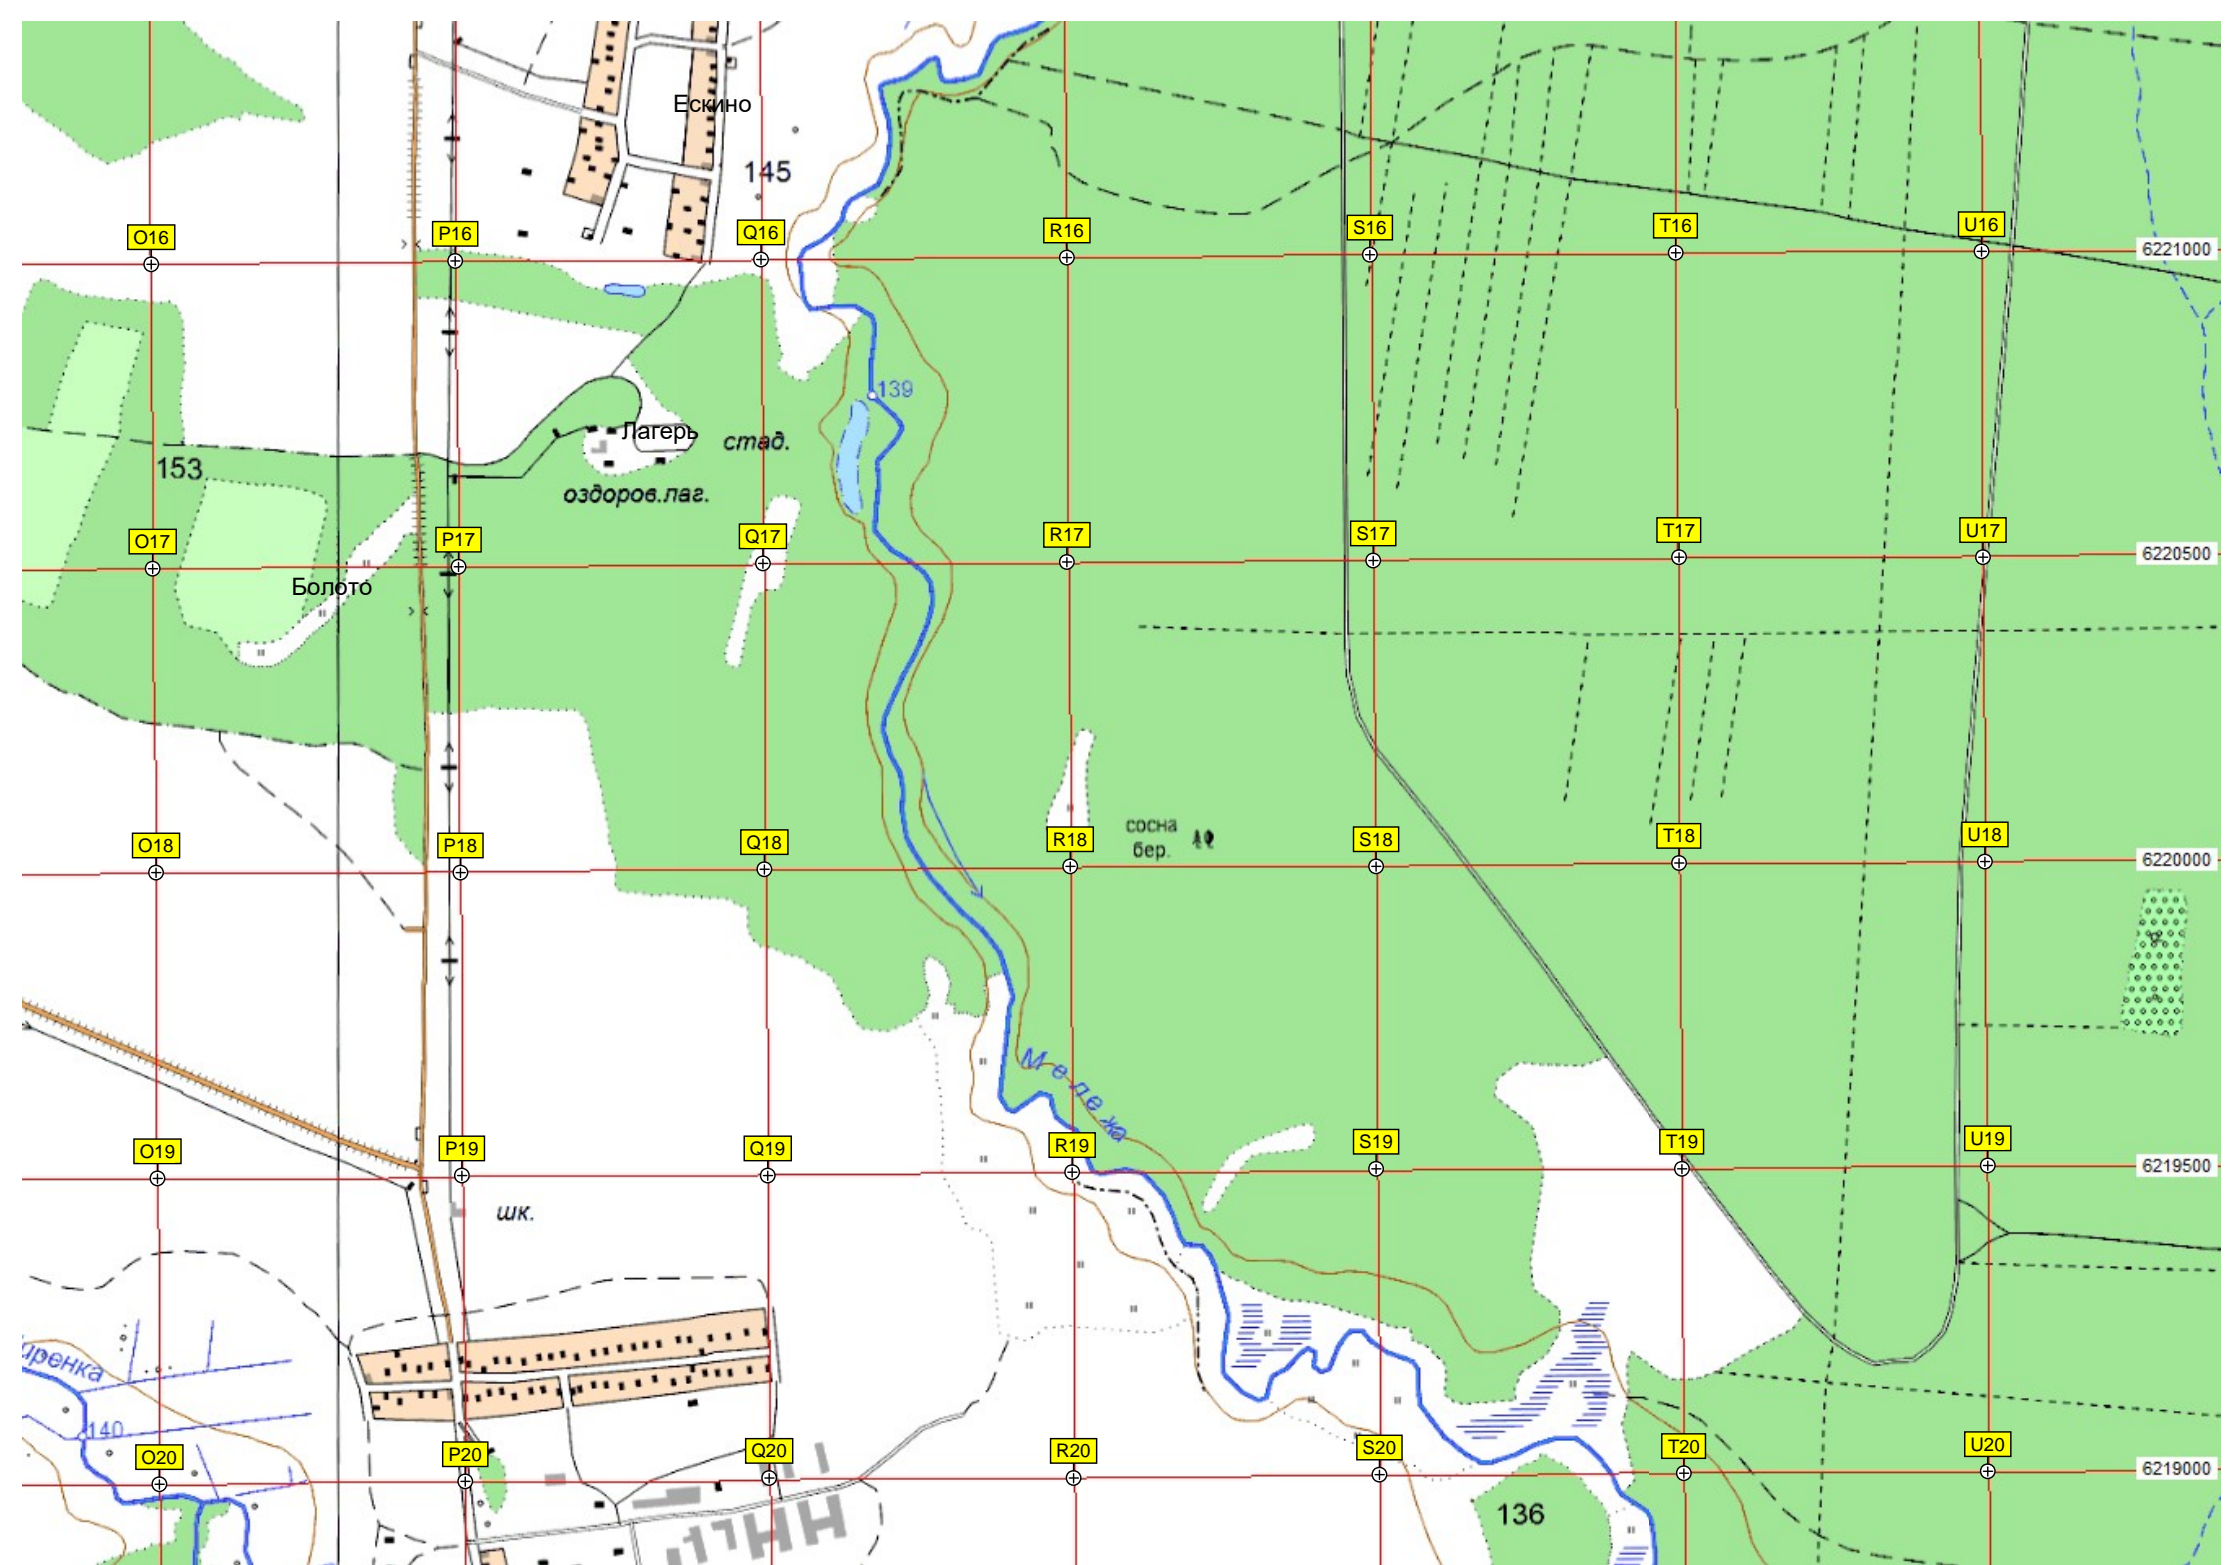 Ескино
145
O16
P16
Q16
R16
S16
T16
U16
6221000
139
Лагерь
стад.
153
оздоров.лаг.
O17
P17
Q17
R17
S17
T17
U17
6220500
Болото
сосна
бер.
O18
P18
Q18
R18
S18
T18
U18
6220000
Медежа
O19
P19
Q19
R19
S19
T19
U19
6219500
шк.
ренка
140
O20
P20
Q20
R20
S20
T20
U20
6219000
136